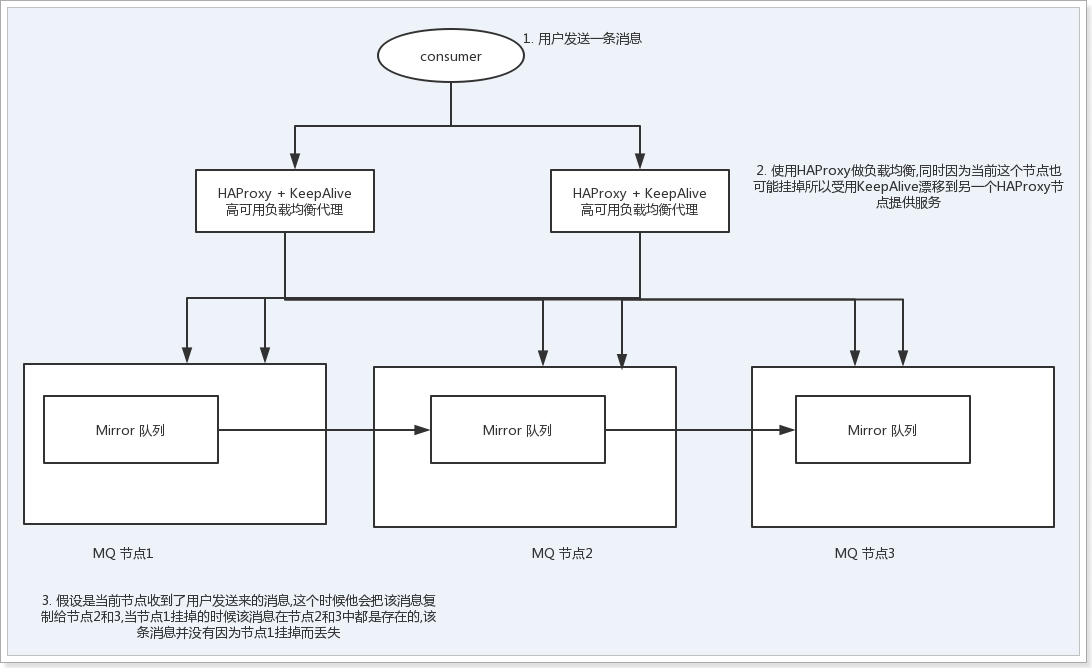 consumer
1. 用户发送一条消息
HAProxy + KeepAlive
高可用负载均衡代理
HAProxy + KeepAlive
高可用负载均衡代理
2. 使用HAProxy做负载均衡,同时因为当前这个节点也
可能挂掉所以受用KeepAlive漂移到另一个HAProxy节
点提供服务
Mirror 队列
Mirror 队列
Mirror 队列
MQ 节点1
MQ 节点2
MQ 节点3
3. 假设是当前节点收到了用户发送来的消息,这个时候他会把该消息复
制给节点2和3,当节点1挂掉的时候该消息在节点2和3中都是存在的,该
条消息并没有因为节点1挂掉而丢失